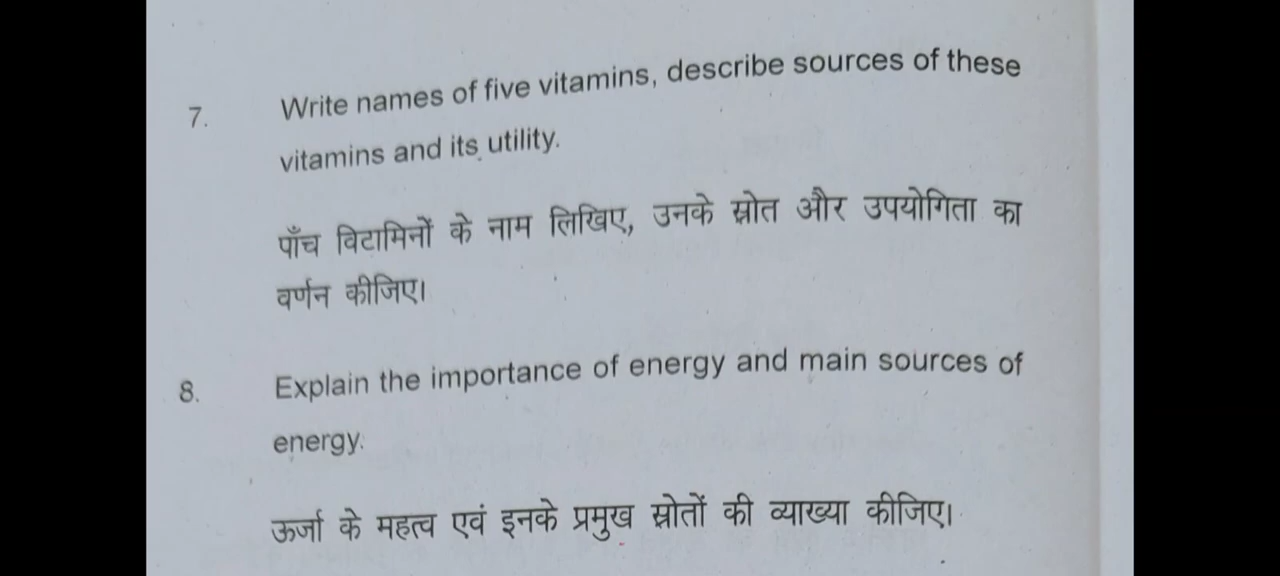 7. Write names of five vitamins, describe sources of these
vitamins and its utility.
पाँच विटामिनों के नाम लिखिए, उनके स्रोत और उपयोगिता का
वर्णन कीजिए।
8. Explain the importance of energy and main sources of
energy.
ऊर्जा के महत्व एवं इनके प्रमुख स्रोतों की व्याख्या कीजिए।